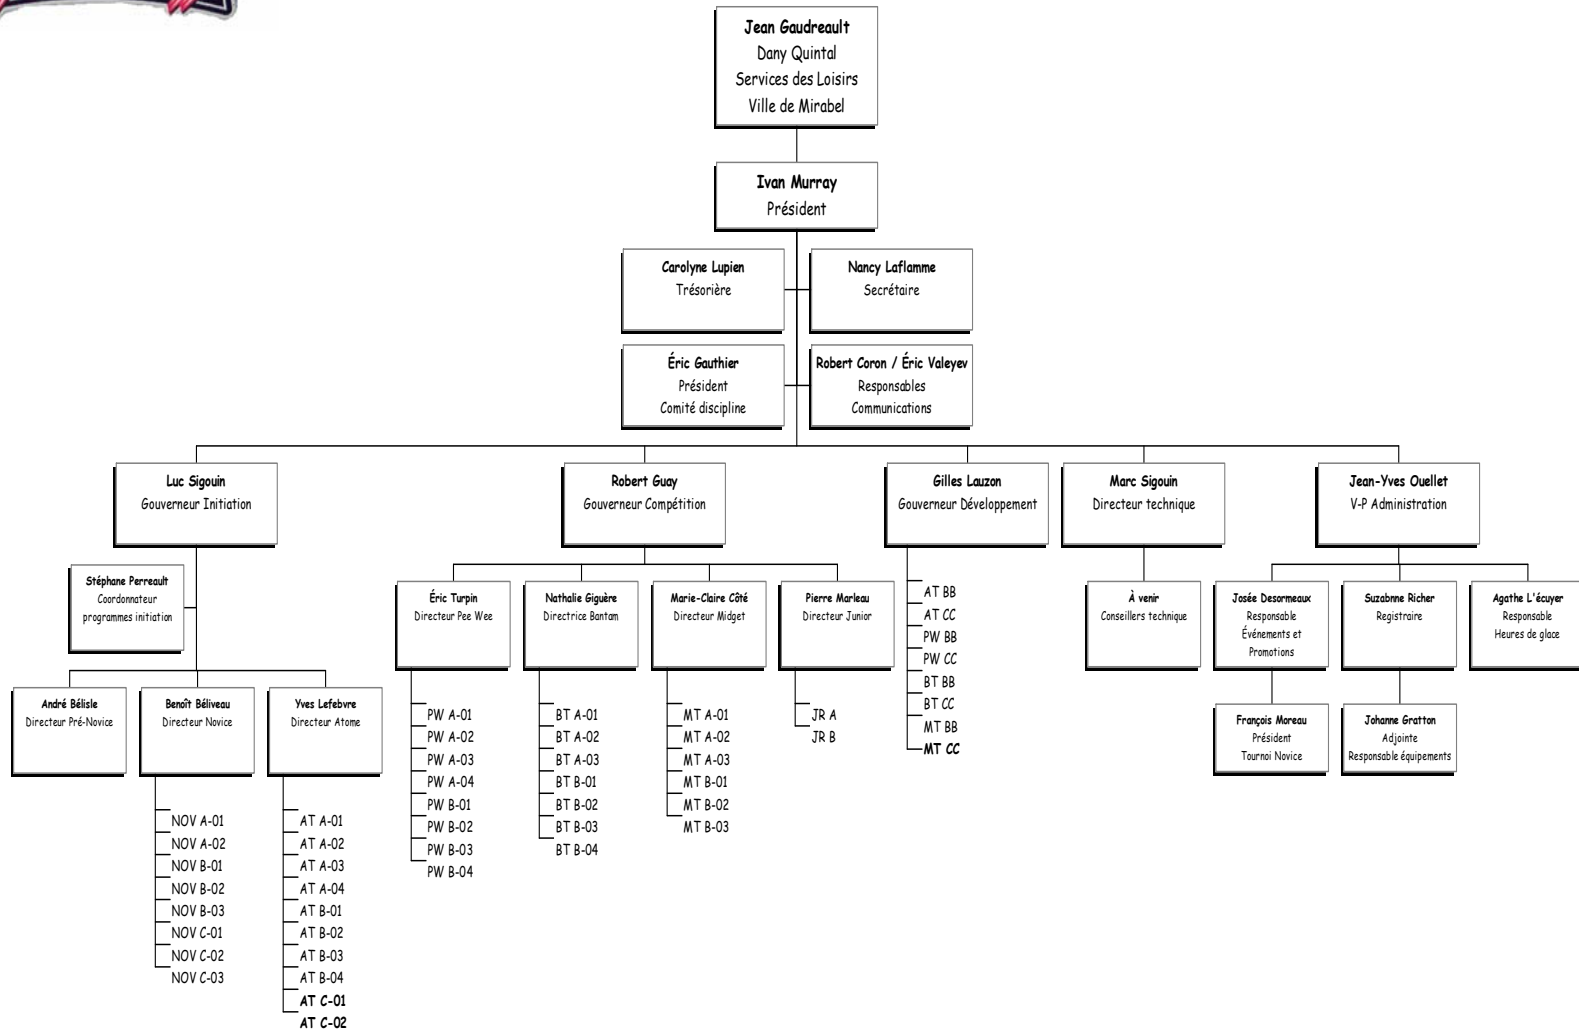 Jean Gaudreault
Dany Quintal
Services des Loisirs
Ville de Mirabel
Ivan Murray
Président
Carolyne Lupien
Trésorière
Nancy Laflamme
Secrétaire
Éric Gauthier
Président
Comité discipline
Robert Coron / Éric Valeyev
Responsables
Communications
Luc Sigouin
Gouverneur Initiation
Robert Guay
Gouverneur Compétition
Gilles Lauzon
Gouverneur Développement
Marc Sigouin
Directeur technique
Jean-Yves Ouellet
V-P Administration
Stéphane Perreault
Coordonnateur
programmes initiation
André Bélisle
Directeur Pré-Novice
Benoît Béliveau
Directeur Novice
NOV A-01
NOV A-02
NOV B-01
NOV B-02
NOV B-03
NOV C-01
NOV C-02
NOV C-03
Yves Lefebvre
Directeur Atome
AT A-01
AT A-02
AT A-03
AT A-04
AT B-01
AT B-02
AT B-03
AT B-04
AT C-01
AT C-02
Éric Turpin
Directeur Pee Wee
PW A-01
PW A-02
PW A-03
PW A-04
PW B-01
PW B-02
PW B-03
PW B-04
Nathalie Giguère
Directrice Bantam
BT A-01
BT A-02
BT A-03
BT B-01
BT B-02
BT B-03
BT B-04
Marie-Claire Côté
Directeur Midget
MT A-01
MT A-02
MT A-03
MT B-01
MT B-02
MT B-03
Pierre Marleau
Directeur Junior
JR A
JR B
AT BB
AT CC
PW BB
PW CC
BT BB
BT CC
MT BB
MT CC
À venir
Conseillers technique
Josée Desormeaux
Responsable
Événements et
Promotions
François Moreau
Président
Tournoi Novice
Suzabnne Richer
Registraire
Johanne Gratton
Adjointe
Responsable équipements
Agathe L'écuyer
Responsable
Heures de glace